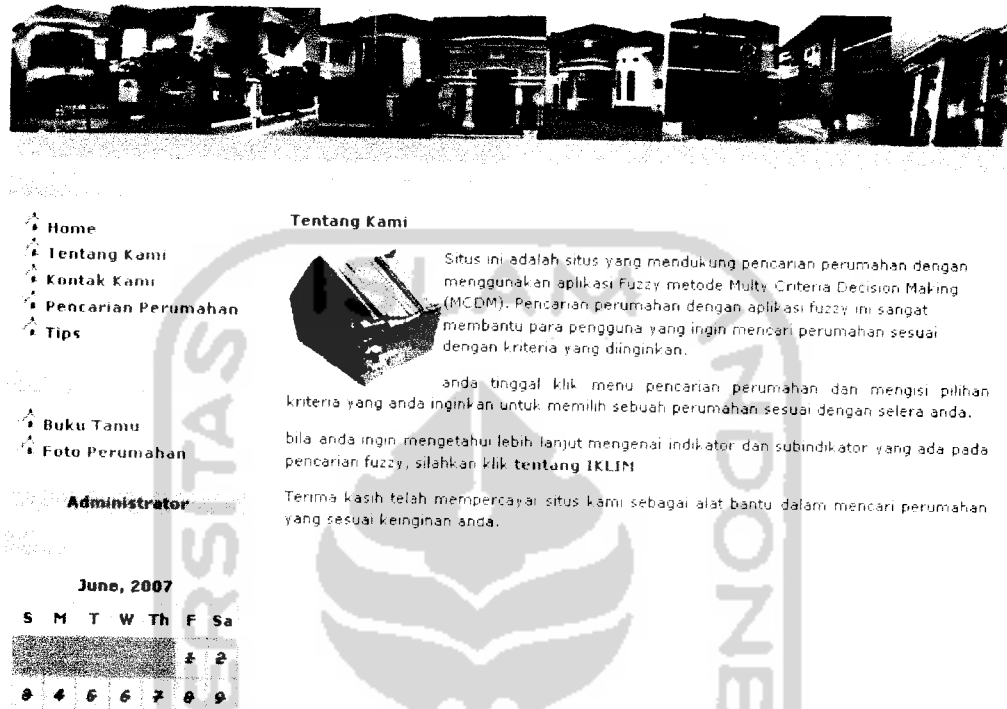 Home
Tentang Kami
Kontak Kami
Pencarian Perumahan
Tips
Buku Tamu
Foto Perumahan
Administrator
June, 2007
S M T W Th F Sa
1 2
3 4 5 6 7 8 9
Tentang Kami
Situs ini adalah situs yang mendukung pencarian perumahan dengan
menggunakan aplikasi Fuzzy metode Multy Criteria Decision Making
(MCDM). Pencarian perumahan dengan aplikasi fuzzy ini sangat
membantu para pengguna yang ingin mencari perumahan sesuai
dengan kriteria yang diinginkan.
anda tinggal klik menu pencarian perumahan dan mengisi pilihan
kriteria yang anda inginkan untuk memilih sebuah perumahan sesuai dengan selera anda.
bila anda ingin mengetahui lebih lanjut mengenai indikator dan subindikator yang ada pada
pencarian fuzzy, silahkan klik tentang IKLIM
Terima kasih telah mempercayai situs kami sebagai alat bantu dalam mencari perumahan
yang sesuai keinginan anda.
ISLAM
ERSITAS
INDONE